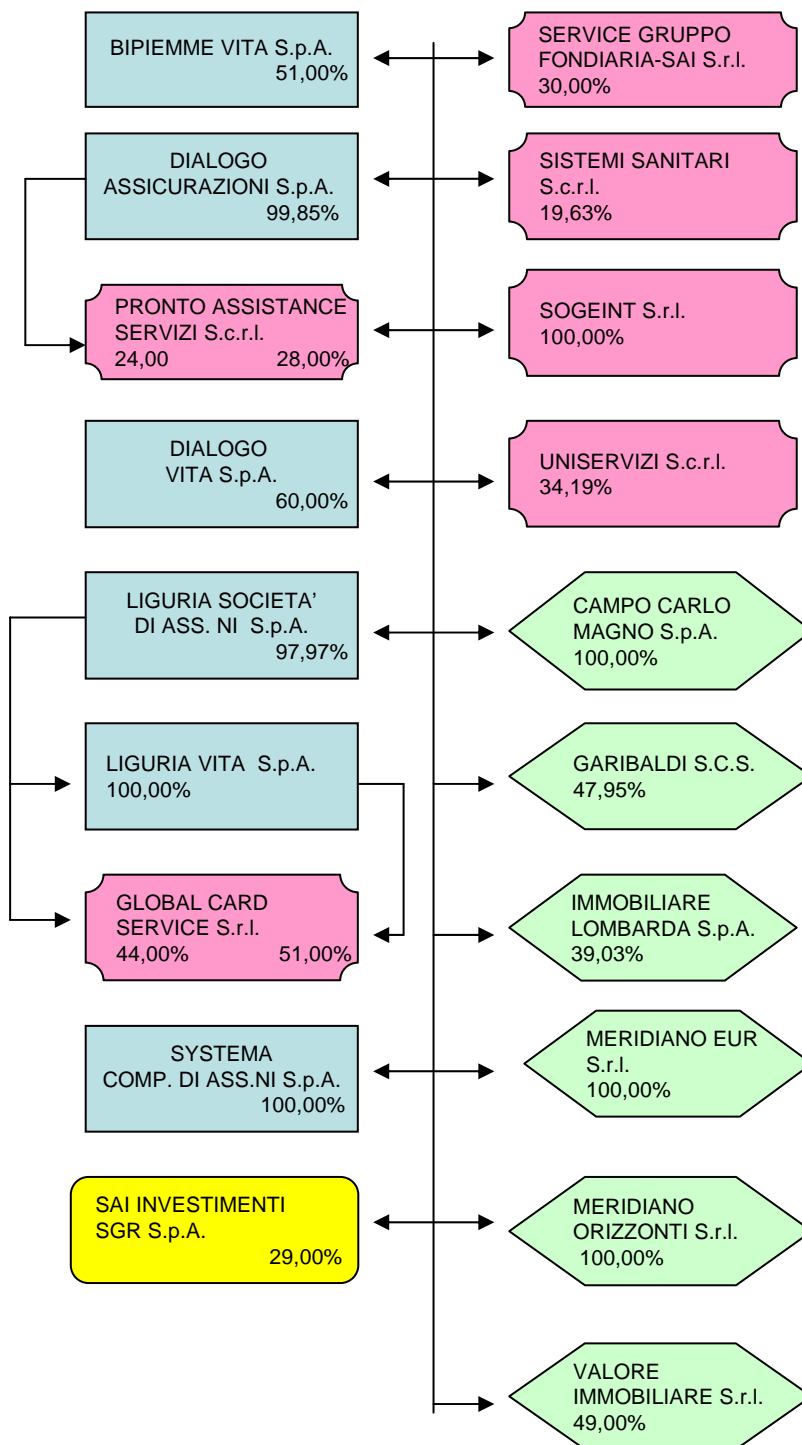 BIPIEMME VITA S.p.A.
51,00%
SERVICE GRUPPO
FONDIARIA-SAI S.r.l.
30,00%
DIALOGO
ASSICURAZIONI S.p.A.
99,85%
SISTEMI SANITARI
S.c.r.l.
19,63%
PRONTO ASSISTANCE
SERVIZI S.c.r.l.
24,00 28,00%
SOGEINT S.r.l.
100,00%
DIALOGO
VITA S.p.A.
60,00%
UNISERVIZI S.c.r.l.
34,19%
LIGURIA SOCIETA’
DI ASS. NI S.p.A.
97,97%
CAMPO CARLO
MAGNO S.p.A.
100,00%
LIGURIA VITA S.p.A.
100,00%
GARIBALDI S.C.S.
47,95%
GLOBAL CARD
SERVICE S.r.l.
44,00% 51,00%
IMMOBILIARE
LOMBARDA S.p.A.
39,03%
SYSTEMA
COMP. DI ASS.NI S.p.A.
100,00%
MERIDIANO EUR
S.r.l.
100,00%
SAI INVESTIMENTI
SGR S.p.A.
29,00%
MERIDIANO
ORIZZONTI S.r.l.
100,00%
VALORE
IMMOBILIARE S.r.l.
49,00%